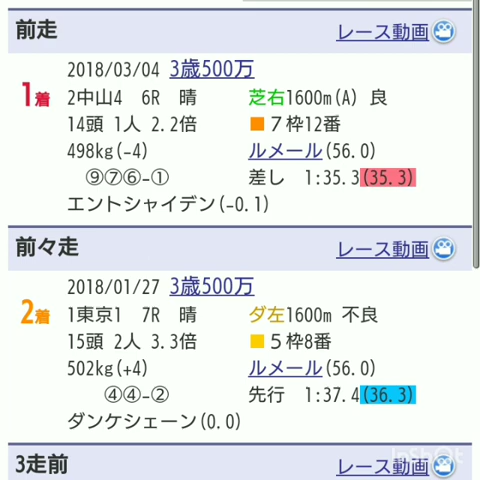 前走 レース動画
2018/03/04 3歳500万
1着 2中山4 6R 晴 芝右1600m(A) 良
14頭 1人 2.2倍 7枠12番
498kg(-4) ルメール(56.0)
⑨⑦⑥-① 差し 1:35.3(35.3)
エントシャイデン(-0.1)
前々走 レース動画
2018/01/27 3歳500万
2着 1東京1 7R 晴 ダ左1600m 不良
15頭 2人 3.3倍 5枠8番
502kg(+4) ルメール(56.0)
④④-② 先行 1:37.4(36.3)
ダンケシェーン(0.0)
3走前 レース動画
InShOt